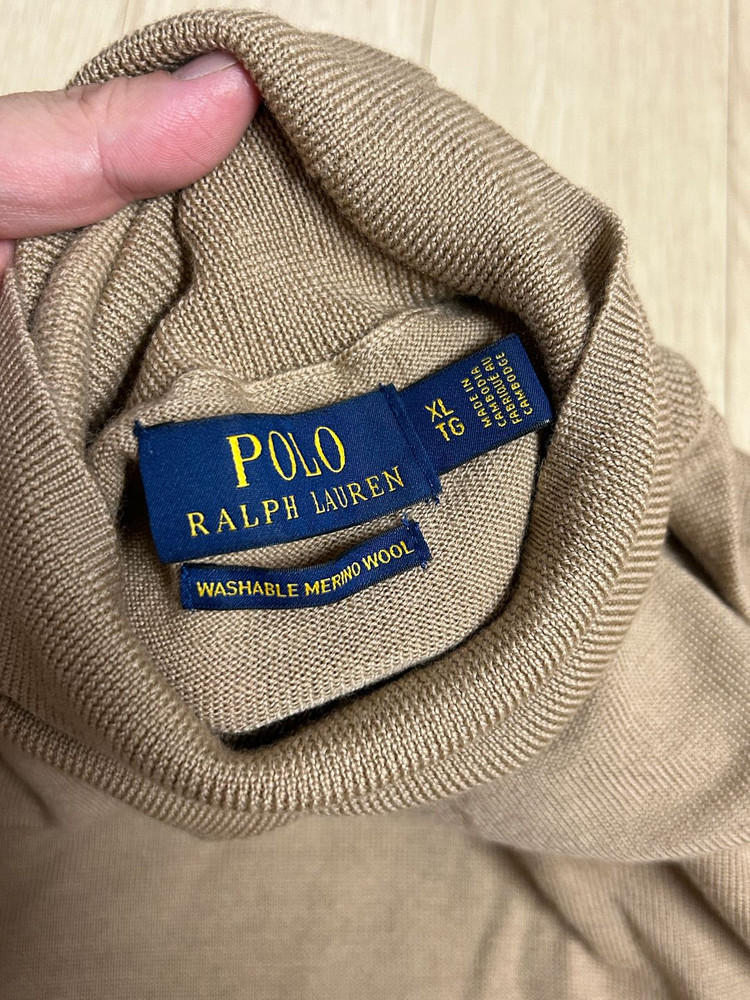 POLO
RALPH LAUREN
XL
TG
MADE IN
CAMBODIA
FABRIQUÉ AU
CAMBODGE
WASHABLE MERINO WOOL